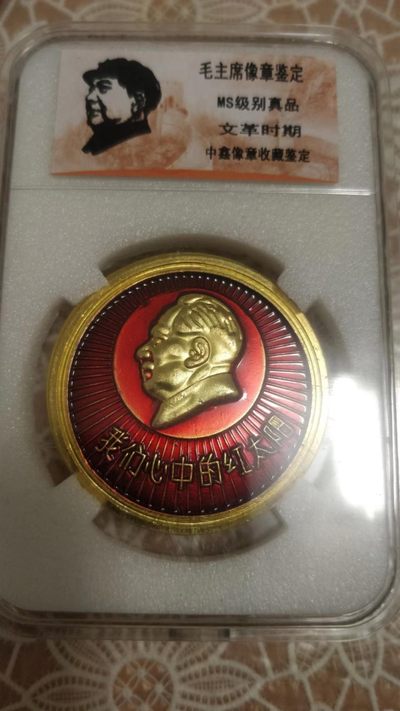 毛主席像章鉴定
MS级别真品
文革时期
中鑫像章收藏鉴定
我们心中的红太阳